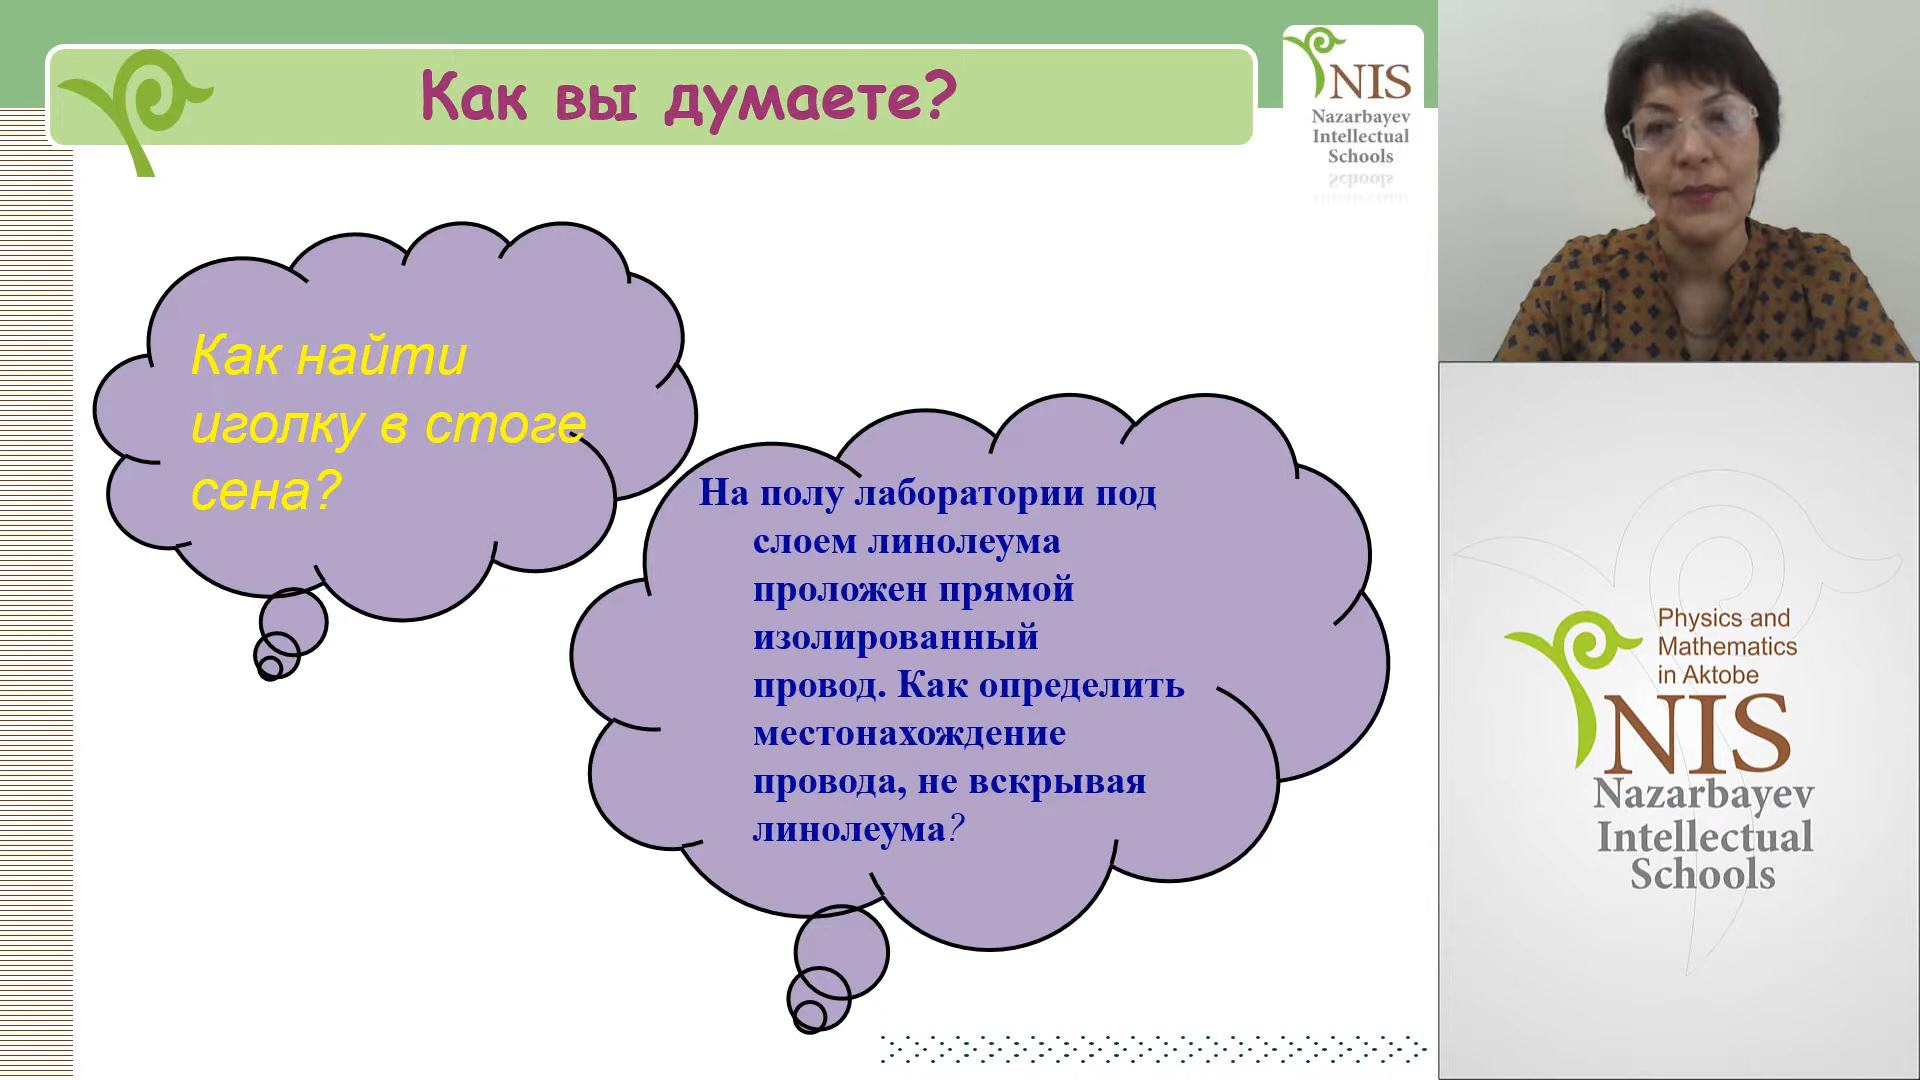 Как вы думаете?
NIS
Nazarbayev
Intellectual
Schools
Как найти
иголку в стоге
сена?
На полу лаборатории под
слоем линолеума
проложен прямой
изолированный
провод. Как определить
местонахождение
провода, не вскрывая
линолеума?
Physics and
Mathematics
in Aktobe
NIS
Nazarbayev
Intellectual
Schools